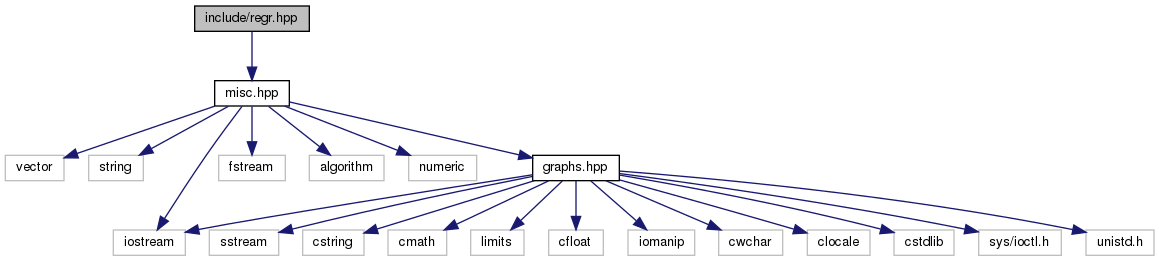 include/regr.hpp
misc.hpp
vector
string
fstream
algorithm
numeric
graphs.hpp
iostream
sstream
cstring
cmath
limits
cfloat
iomanip
cwchar
clocale
cstdlib
sys/ioctl.h
unistd.h